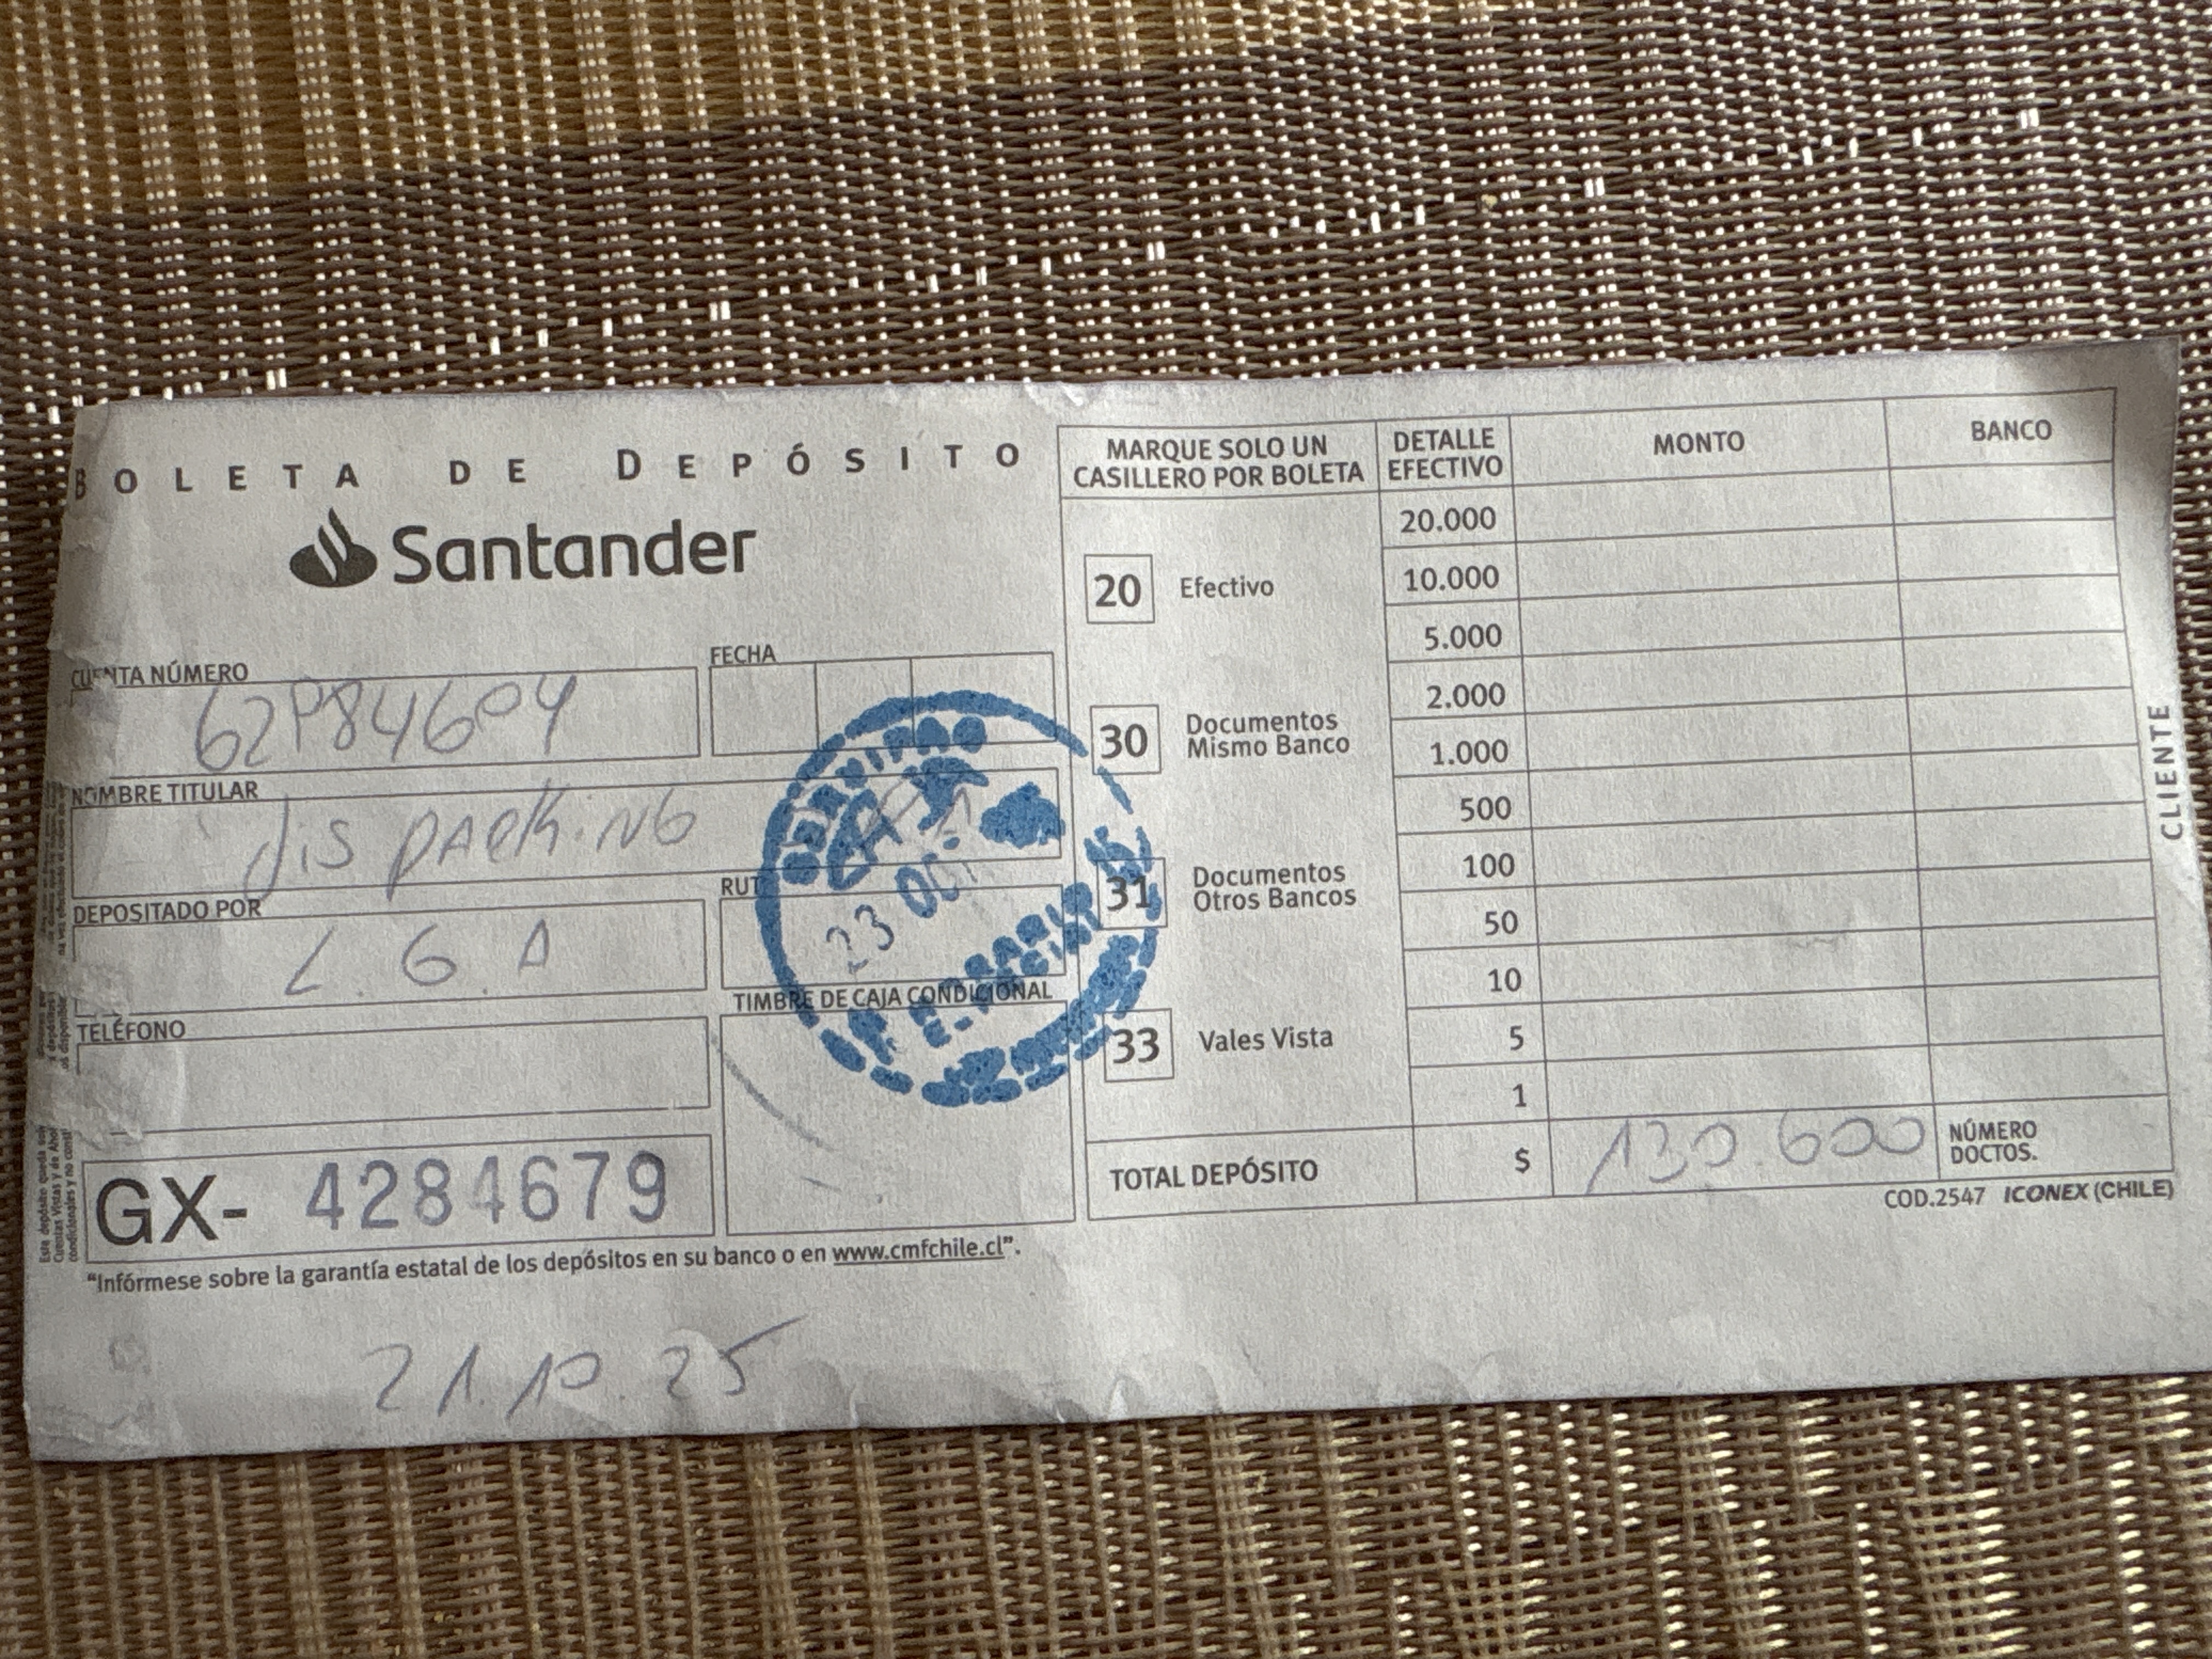 BOLETA DE DEPÓSITO
Santander
CUENTA NÚMERO
62984604
FECHA
NOMBRE TITULAR
dis pAcKiNG
DEPOSITADO POR
L. G. A
RUT
TELÉFONO
TIMBRE DE CAJA CONDICIONAL
23 OCT
GX- 4284679
"Infórmese sobre la garantía estatal de los depósitos en su banco o en www.cmfchile.cl".
21.10.25
MARQUE SOLO UN CASILLERO POR BOLETA
20 Efectivo
30 Documentos Mismo Banco
31 Documentos Otros Bancos
33 Vales Vista
DETALLE EFECTIVO
MONTO
BANCO
20.000
10.000
5.000
2.000
1.000
500
100
50
10
5
1
TOTAL DEPÓSITO $ 130.600
NÚMERO DOCTOS.
COD.2547 ICONEX (CHILE)
CLIENTE